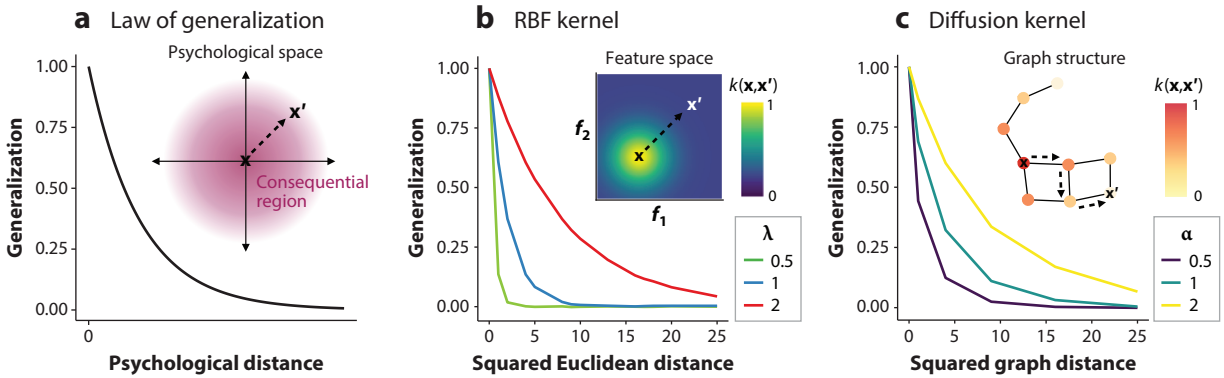 a Law of generalization
Psychological space
1.00
0.75
0.50
0.25
0.00
Generalization
x
x′
Consequential
region
0
Psychological distance
b RBF kernel
Feature space
k(x,x′)
1
0
1.00
0.75
0.50
0.25
0.00
Generalization
f2
f1
x
x′
λ
0.5
1
2
0 5 10 15 20 25
Squared Euclidean distance
c Diffusion kernel
Graph structure
k(x,x′)
1
0
1.00
0.75
0.50
0.25
0.00
Generalization
x
x′
α
0.5
1
2
0 5 10 15 20 25
Squared graph distance